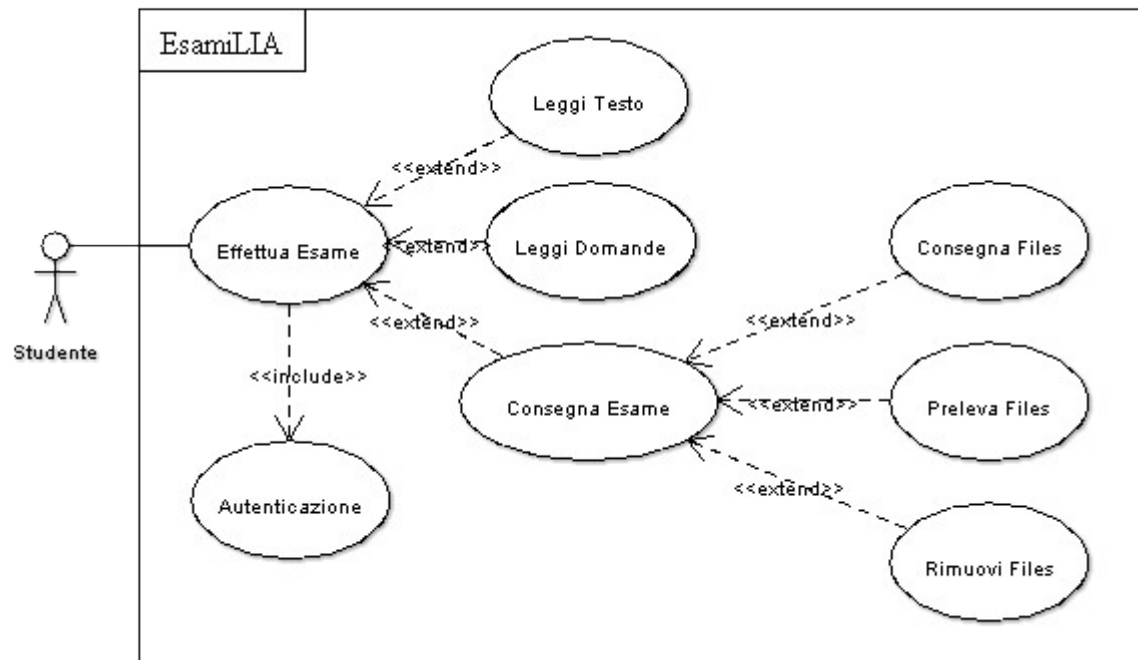 EsamiLIA
Leggi Testo
<<extend>>
Effettua Esame
<<extend>>
Leggi Domande
Consegna Files
<<extend>>
<<extend>>
Studente
<<include>>
Consegna Esame
<<extend>>
Preleva Files
Autenticazione
<<extend>>
Rimuovi Files